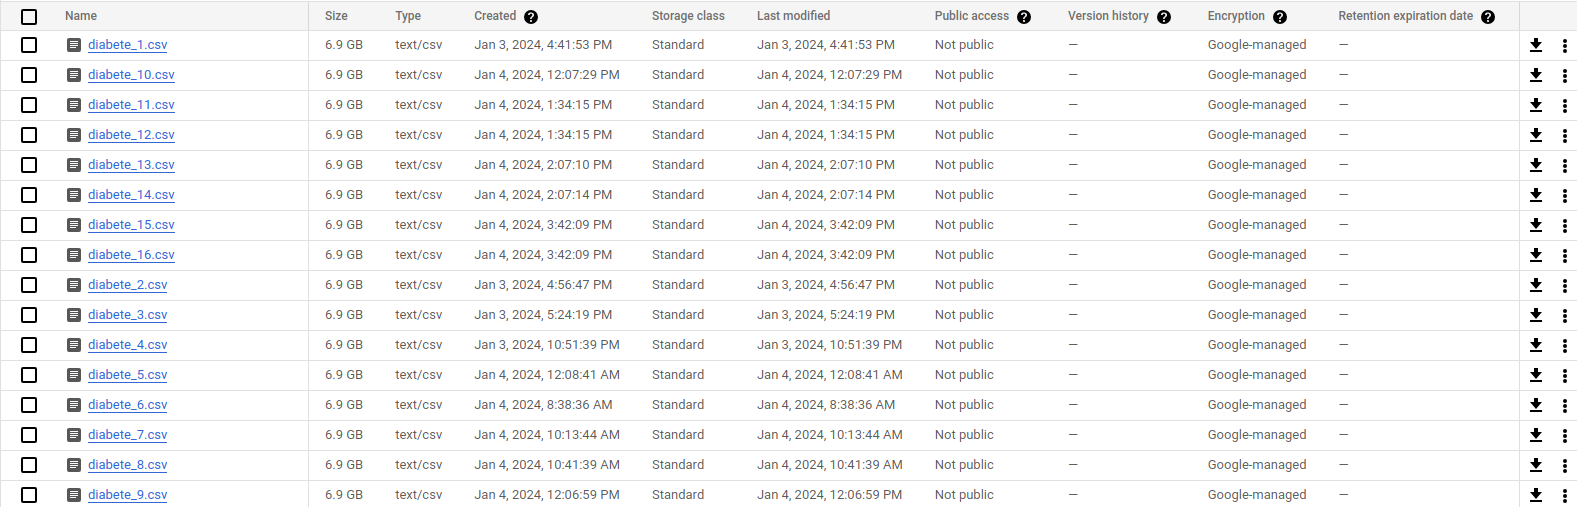 Name Size Type Created Storage class Last modified Public access Version history Encryption Retention expiration date
diabete_1.csv 6.9 GB text/csv Jan 3, 2024, 4:41:53 PM Standard Jan 3, 2024, 4:41:53 PM Not public — Google-managed —
diabete_10.csv 6.9 GB text/csv Jan 4, 2024, 12:07:29 PM Standard Jan 4, 2024, 12:07:29 PM Not public — Google-managed —
diabete_11.csv 6.9 GB text/csv Jan 4, 2024, 1:34:15 PM Standard Jan 4, 2024, 1:34:15 PM Not public — Google-managed —
diabete_12.csv 6.9 GB text/csv Jan 4, 2024, 1:34:15 PM Standard Jan 4, 2024, 1:34:15 PM Not public — Google-managed —
diabete_13.csv 6.9 GB text/csv Jan 4, 2024, 2:07:10 PM Standard Jan 4, 2024, 2:07:10 PM Not public — Google-managed —
diabete_14.csv 6.9 GB text/csv Jan 4, 2024, 2:07:14 PM Standard Jan 4, 2024, 2:07:14 PM Not public — Google-managed —
diabete_15.csv 6.9 GB text/csv Jan 4, 2024, 3:42:09 PM Standard Jan 4, 2024, 3:42:09 PM Not public — Google-managed —
diabete_16.csv 6.9 GB text/csv Jan 4, 2024, 3:42:09 PM Standard Jan 4, 2024, 3:42:09 PM Not public — Google-managed —
diabete_2.csv 6.9 GB text/csv Jan 3, 2024, 4:56:47 PM Standard Jan 3, 2024, 4:56:47 PM Not public — Google-managed —
diabete_3.csv 6.9 GB text/csv Jan 3, 2024, 5:24:19 PM Standard Jan 3, 2024, 5:24:19 PM Not public — Google-managed —
diabete_4.csv 6.9 GB text/csv Jan 3, 2024, 10:51:39 PM Standard Jan 3, 2024, 10:51:39 PM Not public — Google-managed —
diabete_5.csv 6.9 GB text/csv Jan 4, 2024, 12:08:41 AM Standard Jan 4, 2024, 12:08:41 AM Not public — Google-managed —
diabete_6.csv 6.9 GB text/csv Jan 4, 2024, 8:38:36 AM Standard Jan 4, 2024, 8:38:36 AM Not public — Google-managed —
diabete_7.csv 6.9 GB text/csv Jan 4, 2024, 10:13:44 AM Standard Jan 4, 2024, 10:13:44 AM Not public — Google-managed —
diabete_8.csv 6.9 GB text/csv Jan 4, 2024, 10:41:39 AM Standard Jan 4, 2024, 10:41:39 AM Not public — Google-managed —
diabete_9.csv 6.9 GB text/csv Jan 4, 2024, 12:06:59 PM Standard Jan 4, 2024, 12:06:59 PM Not public — Google-managed —